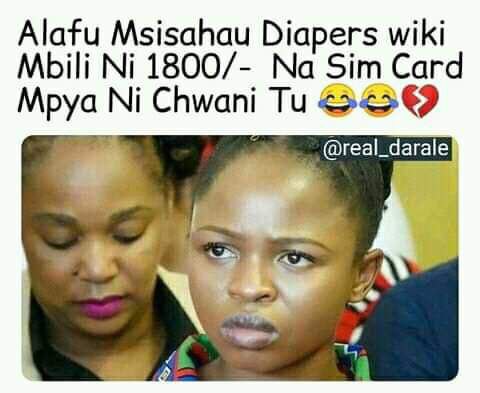 Alafu Msisahau Diapers wiki
Mbili Ni 1800/- Na Sim Card
Mpya Ni Chwani Tu 😂😂💔
@real_darale